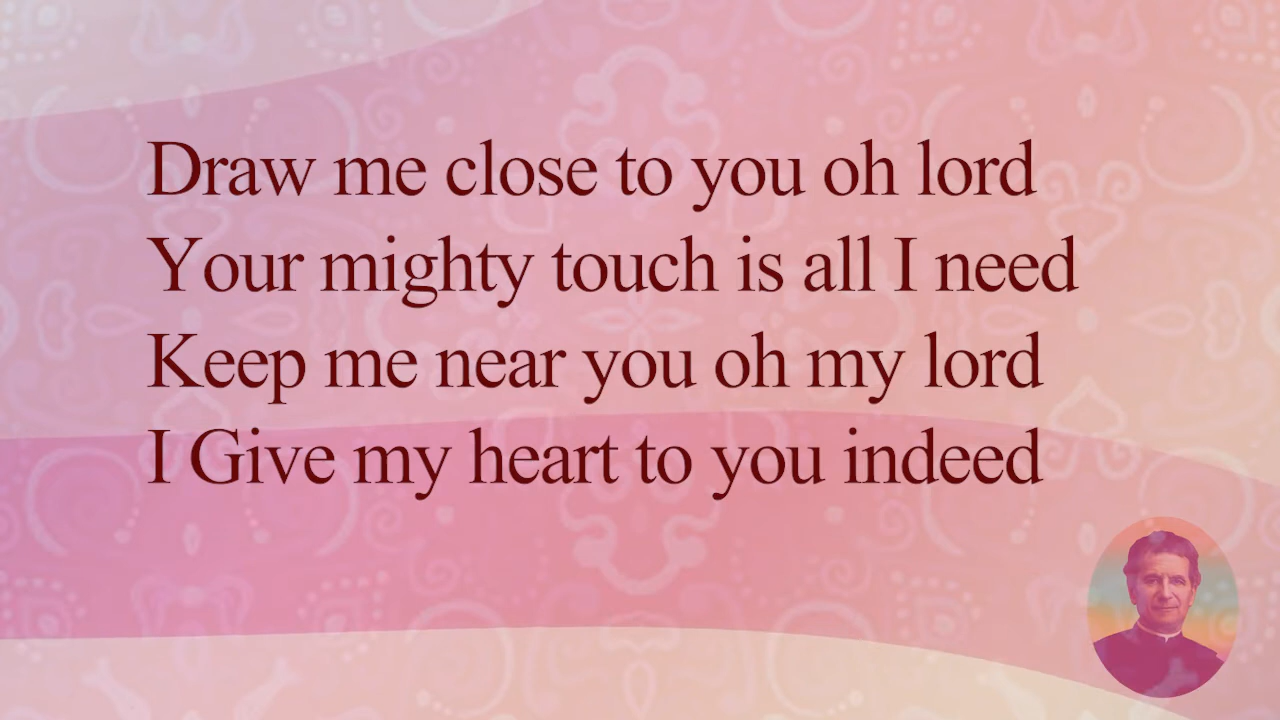 Draw me close to you oh lord
Your mighty touch is all I need
Keep me near you oh my lord
I Give my heart to you indeed